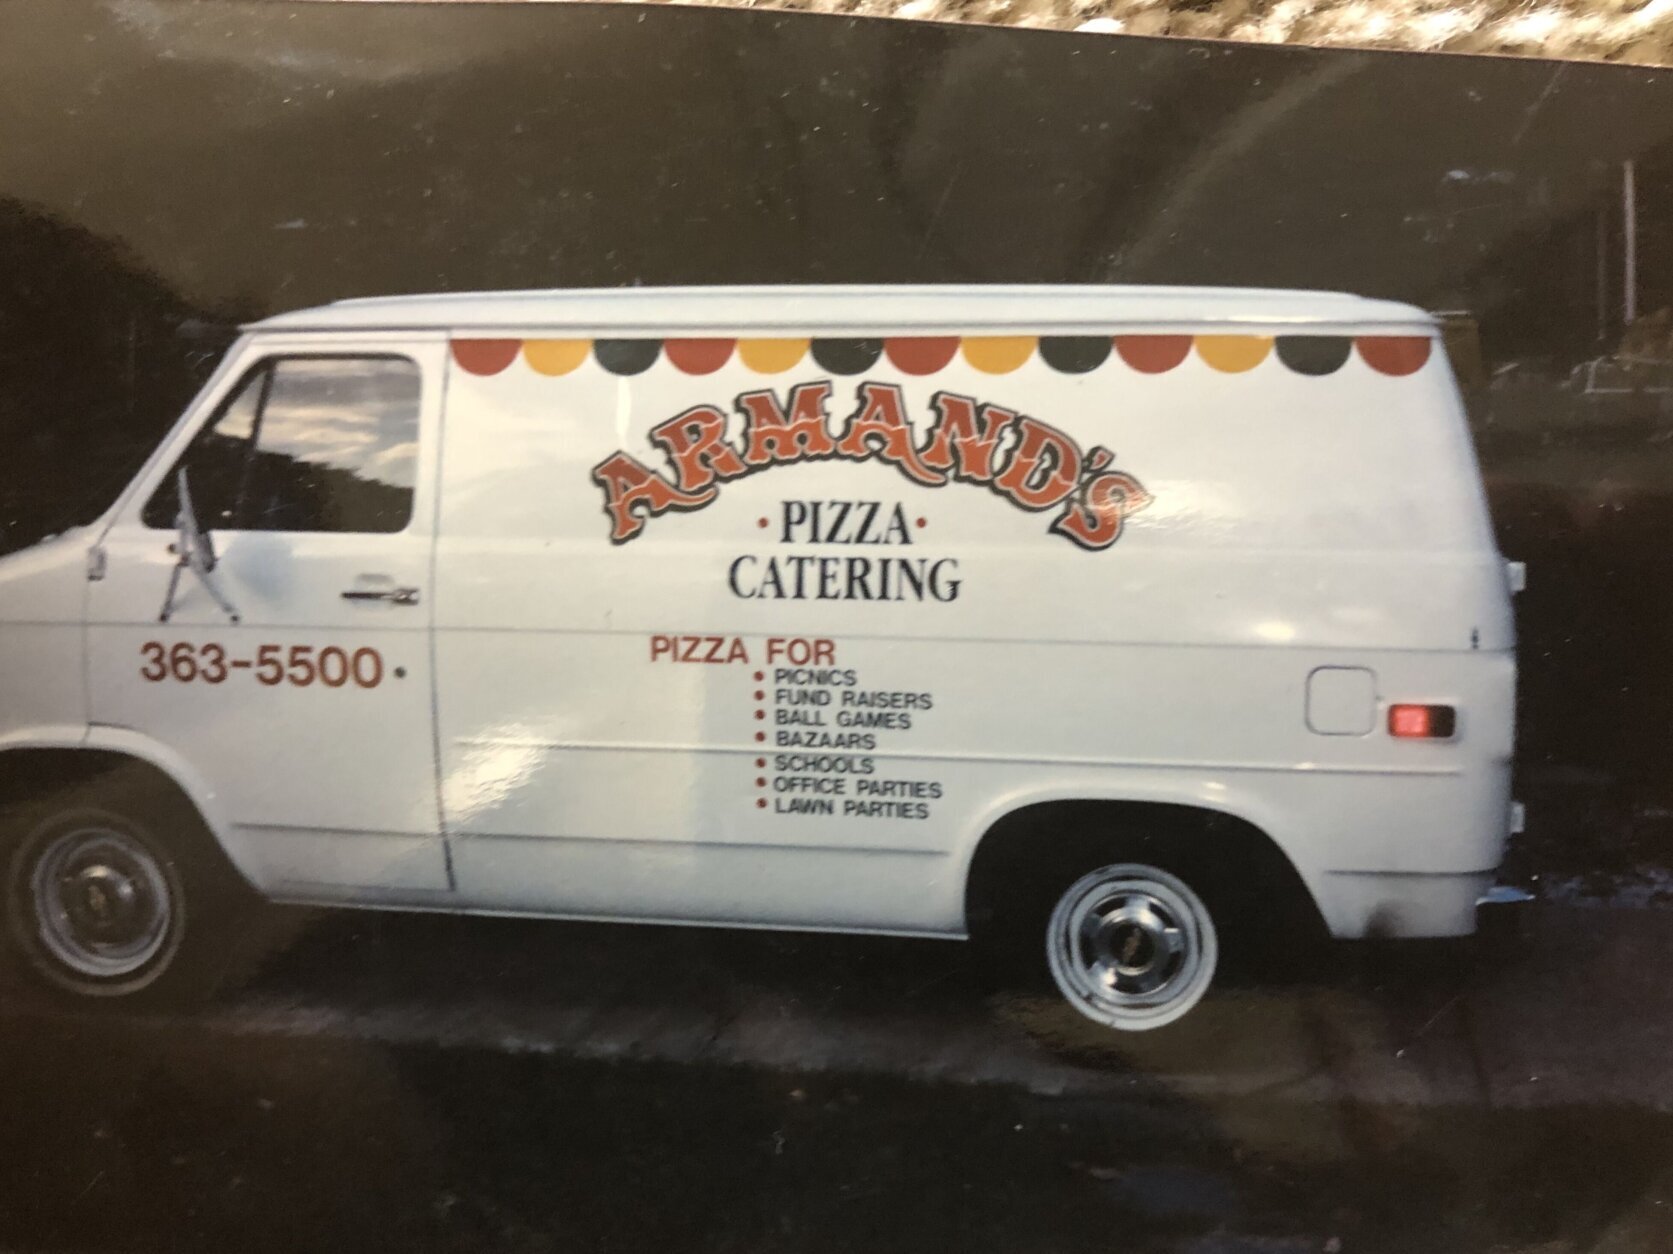 ARMAND'S
• PIZZA •
CATERING
363-5500 •
PIZZA FOR
• PICNICS
• FUND RAISERS
• BALL GAMES
• BAZAARS
• SCHOOLS
• OFFICE PARTIES
• LAWN PARTIES